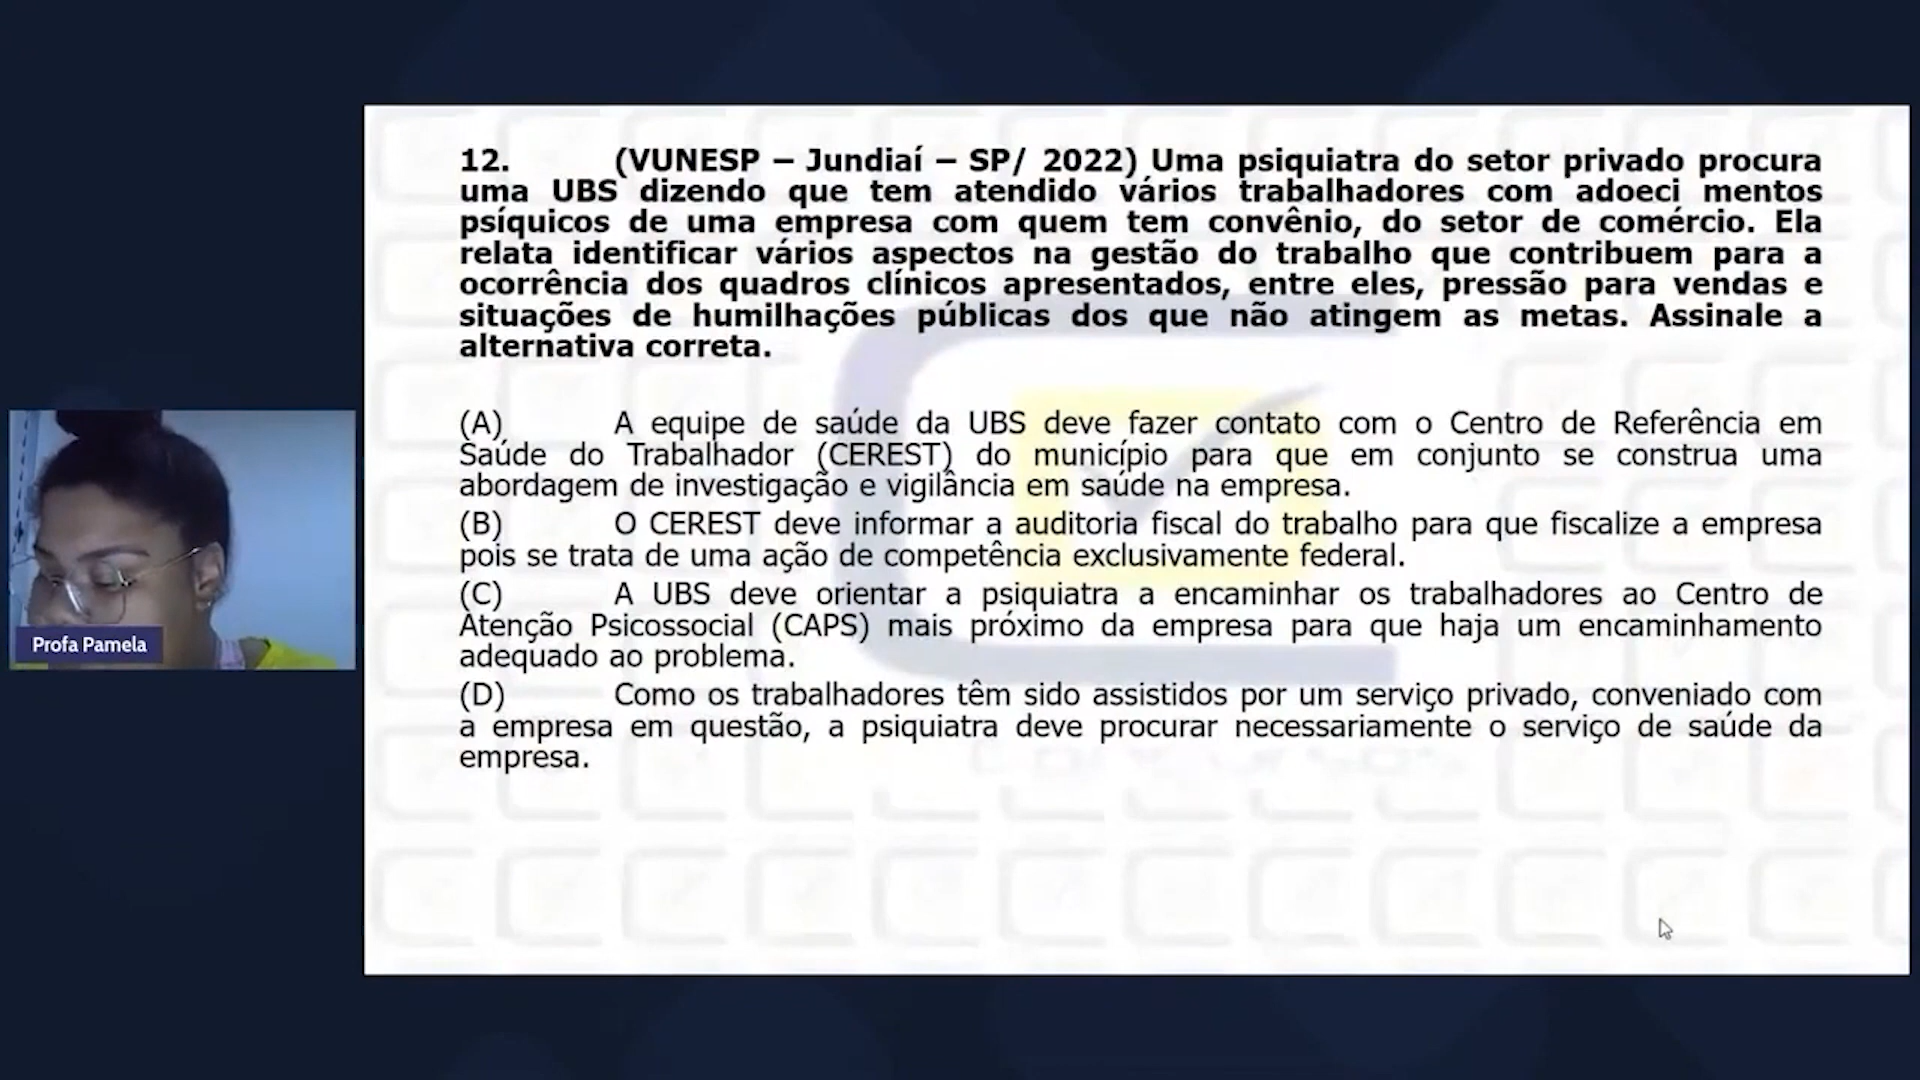 12. (VUNESP – Jundiaí – SP/ 2022) Uma psiquiatra do setor privado procura
uma UBS dizendo que tem atendido vários trabalhadores com adoeci mentos
psíquicos de uma empresa com quem tem convênio, do setor de comércio. Ela
relata identificar vários aspectos na gestão do trabalho que contribuem para a
ocorrência dos quadros clínicos apresentados, entre eles, pressão para vendas e
situações de humilhações públicas dos que não atingem as metas. Assinale a
alternativa correta.
(A) A equipe de saúde da UBS deve fazer contato com o Centro de Referência em
Saúde do Trabalhador (CEREST) do município para que em conjunto se construa uma
abordagem de investigação e vigilância em saúde na empresa.
(B) O CEREST deve informar a auditoria fiscal do trabalho para que fiscalize a empresa
pois se trata de uma ação de competência exclusivamente federal.
(C) A UBS deve orientar a psiquiatra a encaminhar os trabalhadores ao Centro de
Atenção Psicossocial (CAPS) mais próximo da empresa para que haja um encaminhamento
adequado ao problema.
(D) Como os trabalhadores têm sido assistidos por um serviço privado, conveniado com
a empresa em questão, a psiquiatra deve procurar necessariamente o serviço de saúde da
empresa.
Profa Pamela